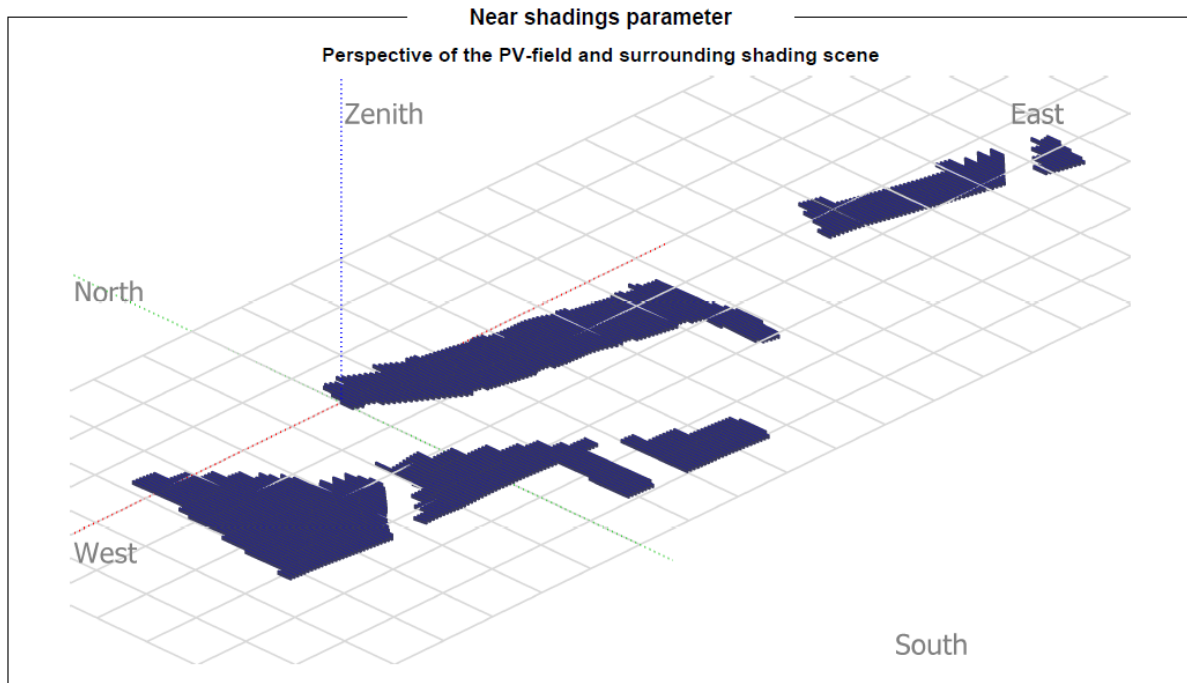 Near shadings parameter
Perspective of the PV-field and surrounding shading scene
Zenith
East
North
West
South